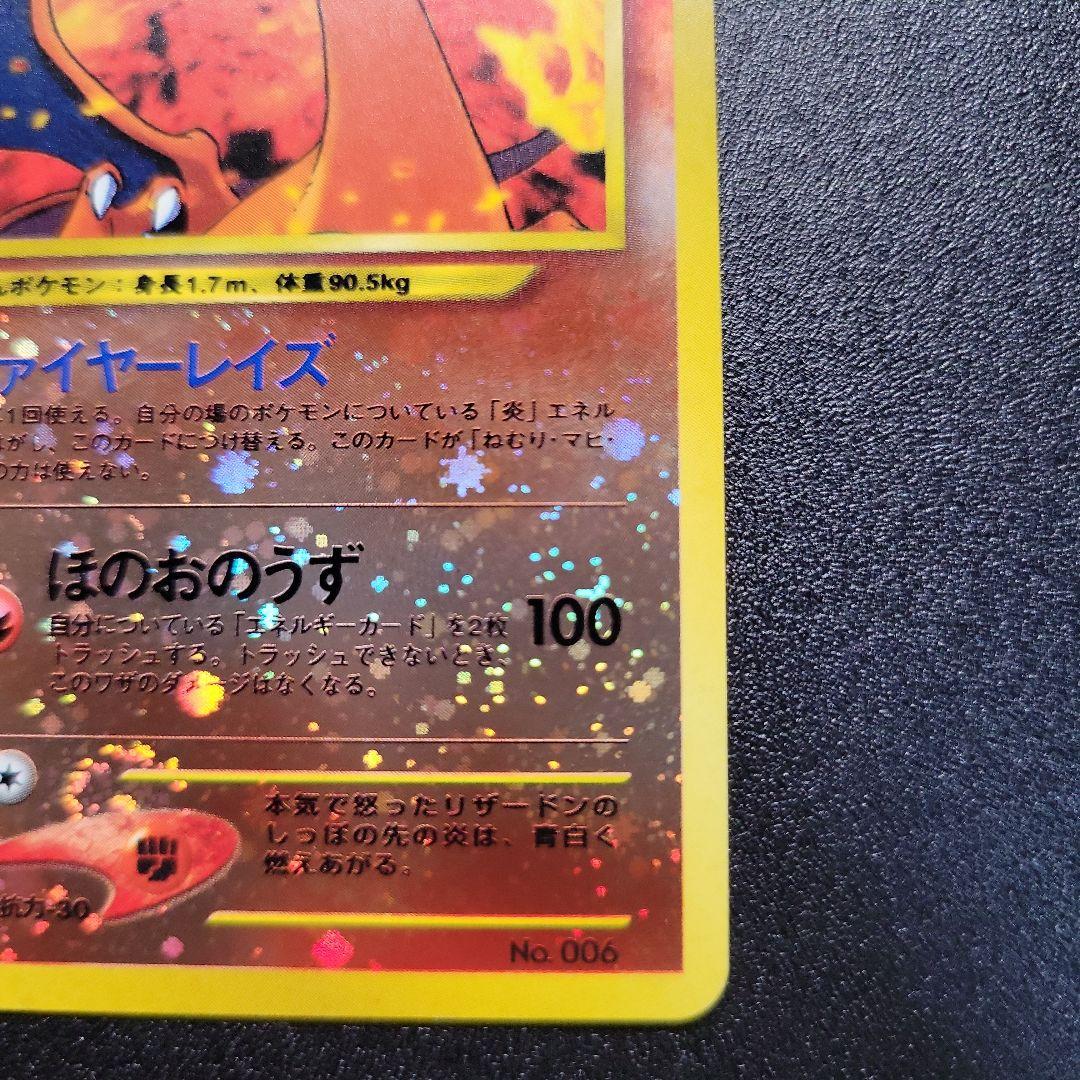 んポケモン：身長1.7m、体重90.5kg
ァイヤーレイズ
に1回使える。自分の場のポケモンについている「炎」エネル
がし、このカードにつけ替える。このカードが「ねむり・マヒ・
の力は使えない。
ほのおのうず
100
自分についている「エネルギーカード」を2枚
トラッシュする。トラッシュできないとき、
このワザのダメージはなくなる。
本気で怒ったリザードンの
しっぽの先の炎は、青白く
燃えあがる。
抗力-30
No. 006